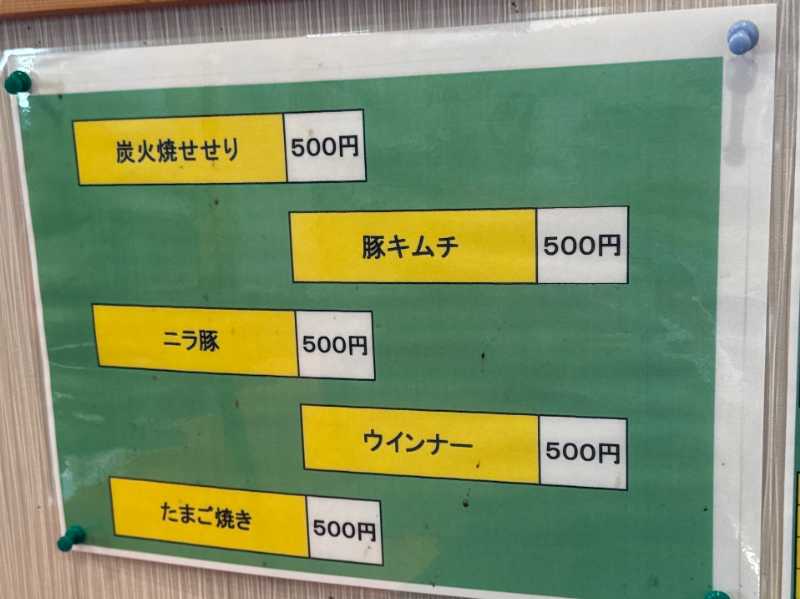 炭火焼せせり 500円
豚キムチ 500円
ニラ豚 500円
ウインナー 500円
たまご焼き 500円